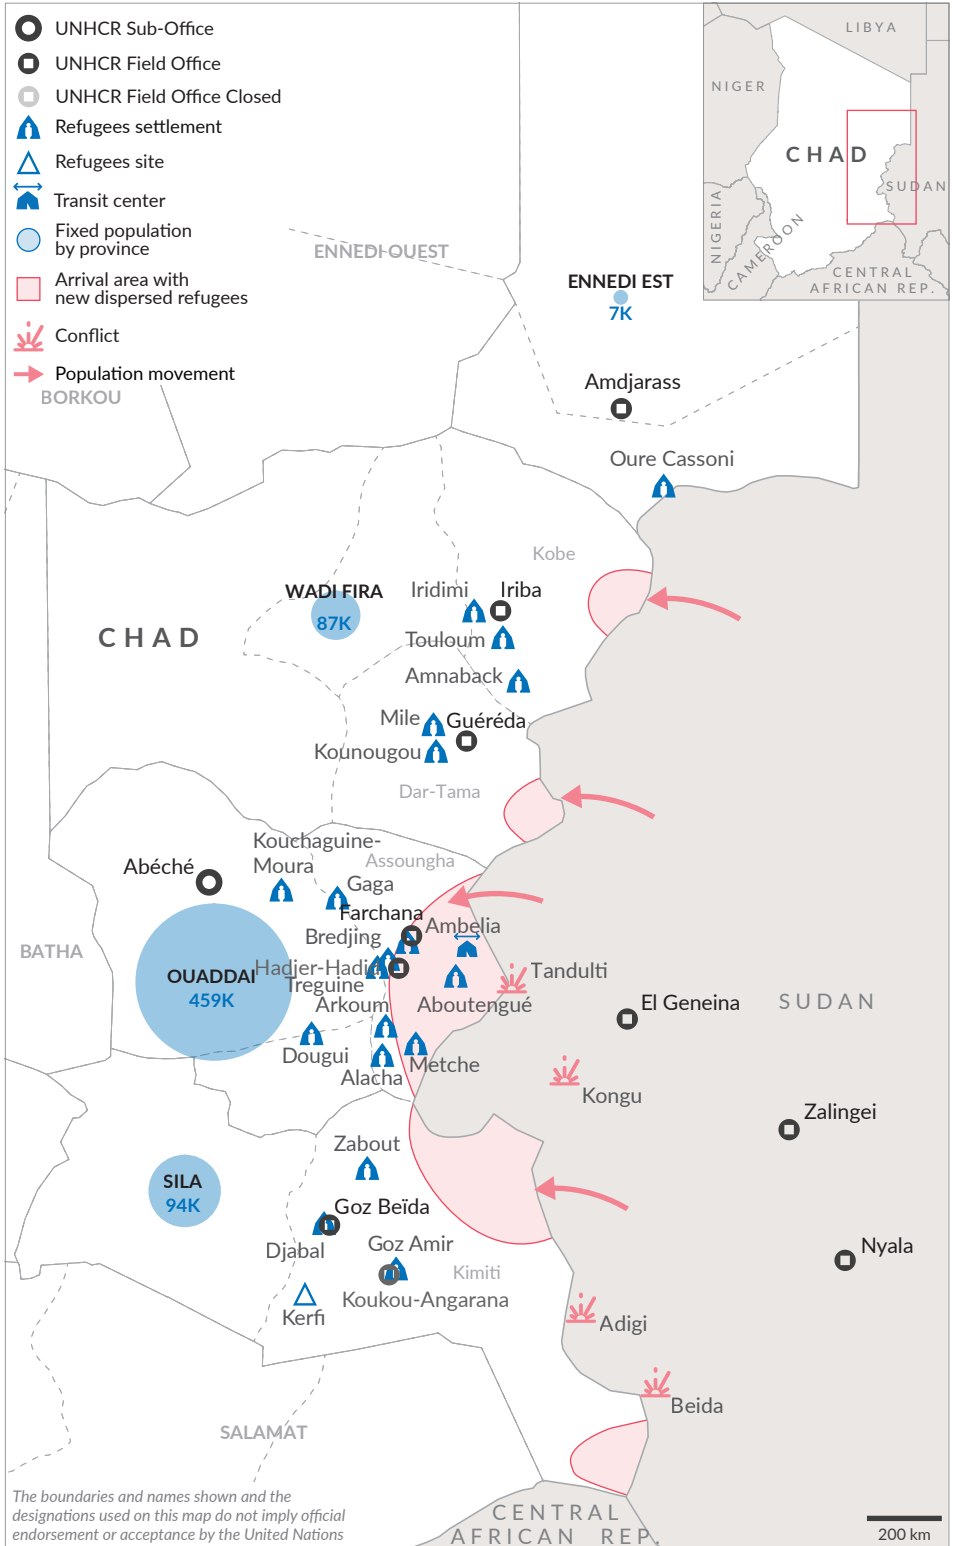 UNHCR Sub-Office
UNHCR Field Office
UNHCR Field Office Closed
Refugees settlement
Refugees site
Transit center
Fixed population
by province
Arrival area with
new dispersed refugees
Conflict
Population movement
LIBYA
NIGER
CHAD
SUDAN
NIGERIA
CAMEROON
CENTRAL
AFRICAN REP.
ENNEDI OUEST
ENNEDI EST
7K
BORKOU
Amdjarass
Oure Cassoni
Kobe
WADI FIRA
87K
Iridimi
Iriba
CHAD
Touloum
Amnaback
Mile
Guéréda
Kounougou
Dar-Tama
Kouchaguine-
Moura
Assoungha
Abéché
Gaga
Farchana
Ambelia
Bredjing
BATHA
OUADDAI
459K
Hadjer-Hadid
Treguine
Tandulti
Arkoum
Aboutengué
El Geneina
SUDAN
Dougui
Metche
Alacha
Kongu
Zalingei
Zabout
SILA
94K
Goz Beïda
Djabal
Goz Amir
Nyala
Kimiti
Koukou-Angarana
Kerfi
Adigi
Beida
SALAMAT
The boundaries and names shown and the
designations used on this map do not imply official
endorsement or acceptance by the United Nations
CENTRAL
AFRICAN REP.
200 km